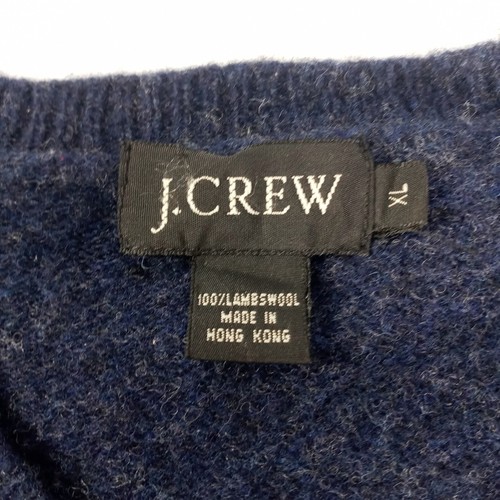 J.CREW
XL
100%LAMBSWOOL
MADE IN
HONG KONG